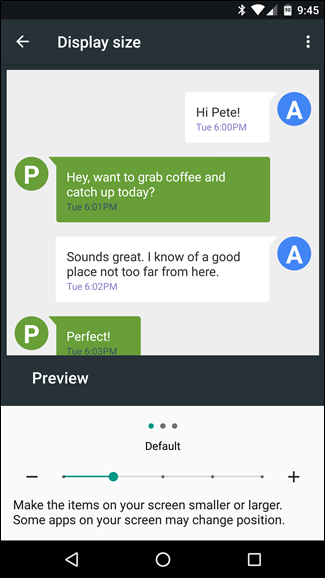 9:45
Display size
Hi Pete!
A
Tue 6:00PM
P
Hey, want to grab coffee and
catch up today?
Tue 6:01PM
Sounds great. I know of a good
A
place not too far from here.
Tue 6:02PM
P
Perfect!
Tue 6:03PM
Preview
Default
Make the items on your screen smaller or larger.
Some apps on your screen may change position.